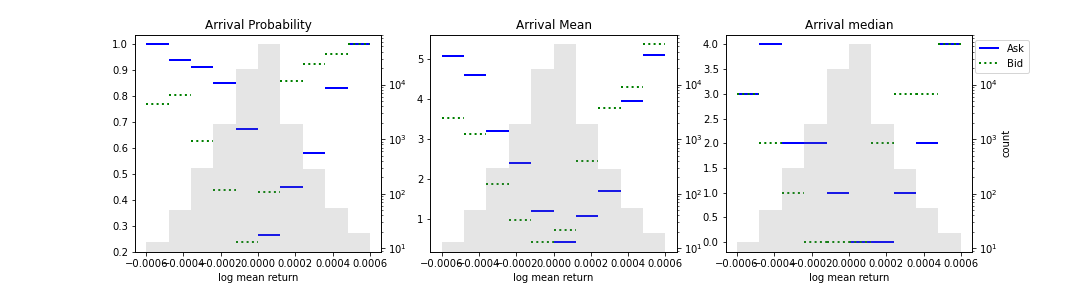 Arrival Probability
1.0
0.9
0.8
0.7
0.6
0.5
0.4
0.3
0.2
10^4
10^3
10^2
10^1
−0.0006 −0.0004 −0.0002 0.0000 0.0002 0.0004 0.0006
log mean return
Arrival Mean
5
4
3
2
1
10^4
10^3
10^2
10^1
−0.0006 −0.0004 −0.0002 0.0000 0.0002 0.0004 0.0006
log mean return
Arrival median
4.0
3.5
3.0
2.5
2.0
1.5
1.0
0.5
0.0
10^4
10^3
10^2
10^1
−0.0006 −0.0004 −0.0002 0.0000 0.0002 0.0004 0.0006
log mean return
count
Ask
Bid